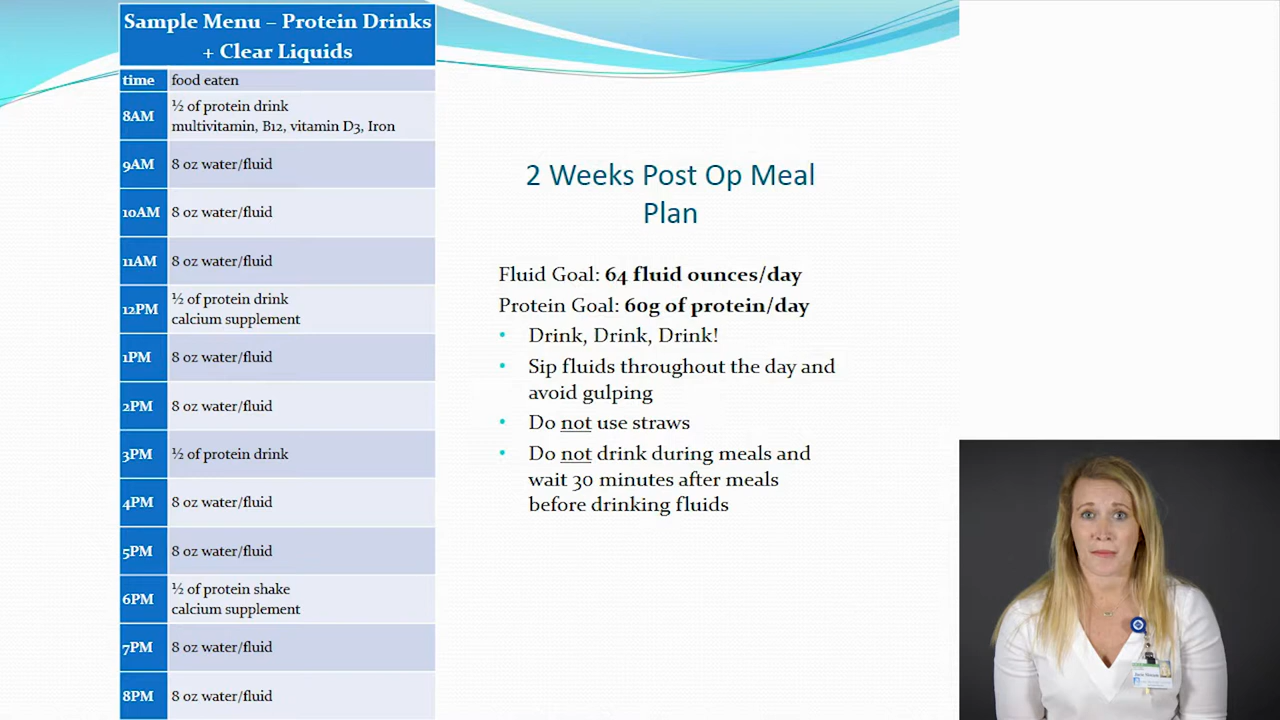 Sample Menu – Protein Drinks
+ Clear Liquids
time food eaten
8AM ½ of protein drink
multivitamin, B12, vitamin D3, Iron
9AM 8 oz water/fluid
10AM 8 oz water/fluid
11AM 8 oz water/fluid
12PM ½ of protein drink
calcium supplement
1PM 8 oz water/fluid
2PM 8 oz water/fluid
3PM ½ of protein drink
4PM 8 oz water/fluid
5PM 8 oz water/fluid
6PM ½ of protein shake
calcium supplement
7PM 8 oz water/fluid
8PM 8 oz water/fluid
2 Weeks Post Op Meal
Plan
Fluid Goal: 64 fluid ounces/day
Protein Goal: 60g of protein/day
• Drink, Drink, Drink!
• Sip fluids throughout the day and
avoid gulping
• Do not use straws
• Do not drink during meals and
wait 30 minutes after meals
before drinking fluids